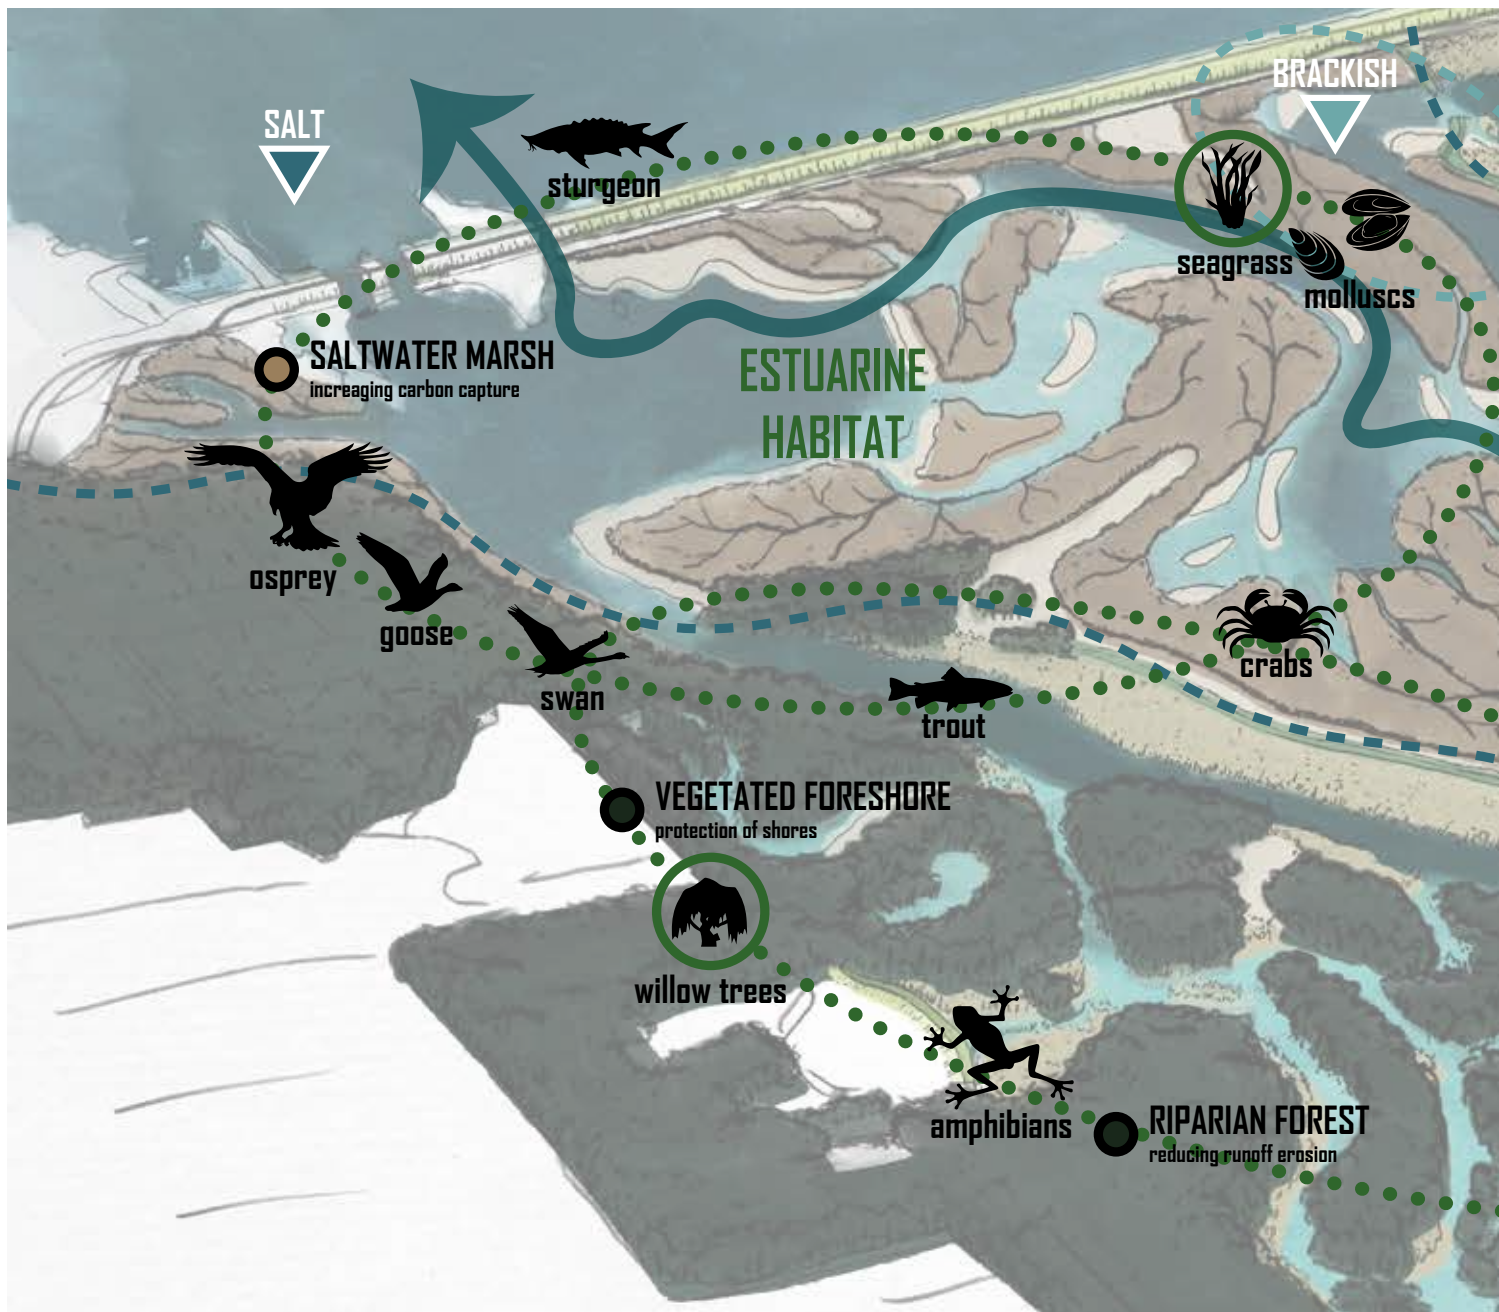 BRACKISH
SALT
sturgeon
seagrass
molluscs
SALTWATER MARSH
increaging carbon capture
ESTUARINE
HABITAT
osprey
goose
swan
crabs
trout
VEGETATED FORESHORE
protection of shores
willow trees
amphibians
RIPARIAN FOREST
reducing runoff erosion